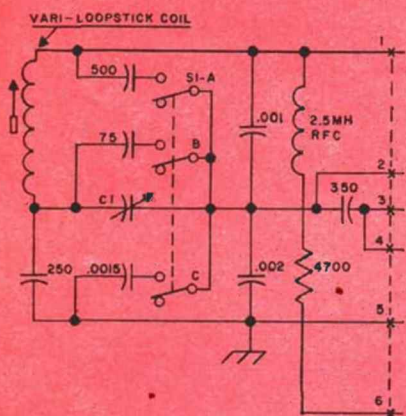 VARI-LOOPSTICK COIL
1
500
S1-A
.001
2.5MH
RFC
75
B
2
350
C1
3
4
250
.0015
C
.002
4700
5
6